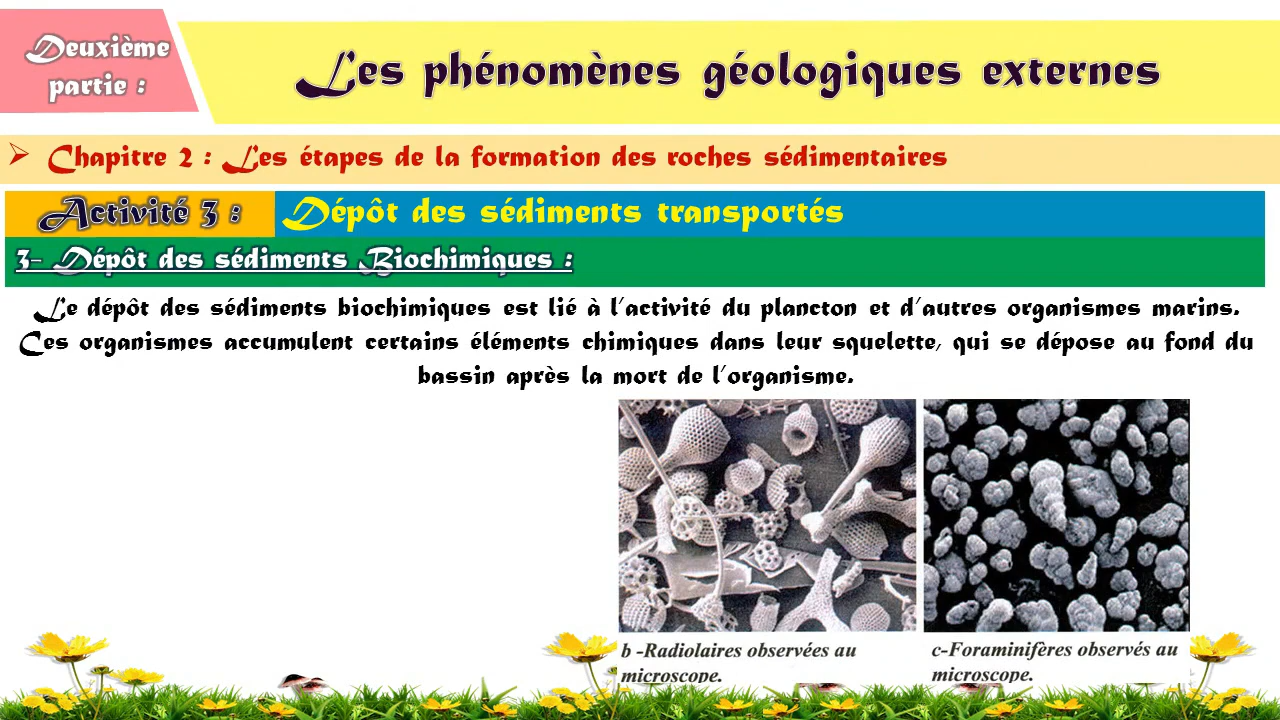 Deuxième
partie :
Les phénomènes géologiques externes
➢ Chapitre 2 : Les étapes de la formation des roches sédimentaires
Activité 3 :
Dépôt des sédiments transportés
3- Dépôt des sédiments Biochimiques :
Le dépôt des sédiments biochimiques est lié à l'activité du plancton et d'autres organismes marins.
Ces organismes accumulent certains éléments chimiques dans leur squelette, qui se dépose au fond du
bassin après la mort de l'organisme.
b -Radiolaires observées au
microscope.
c-Foraminifères observés au
microscope.